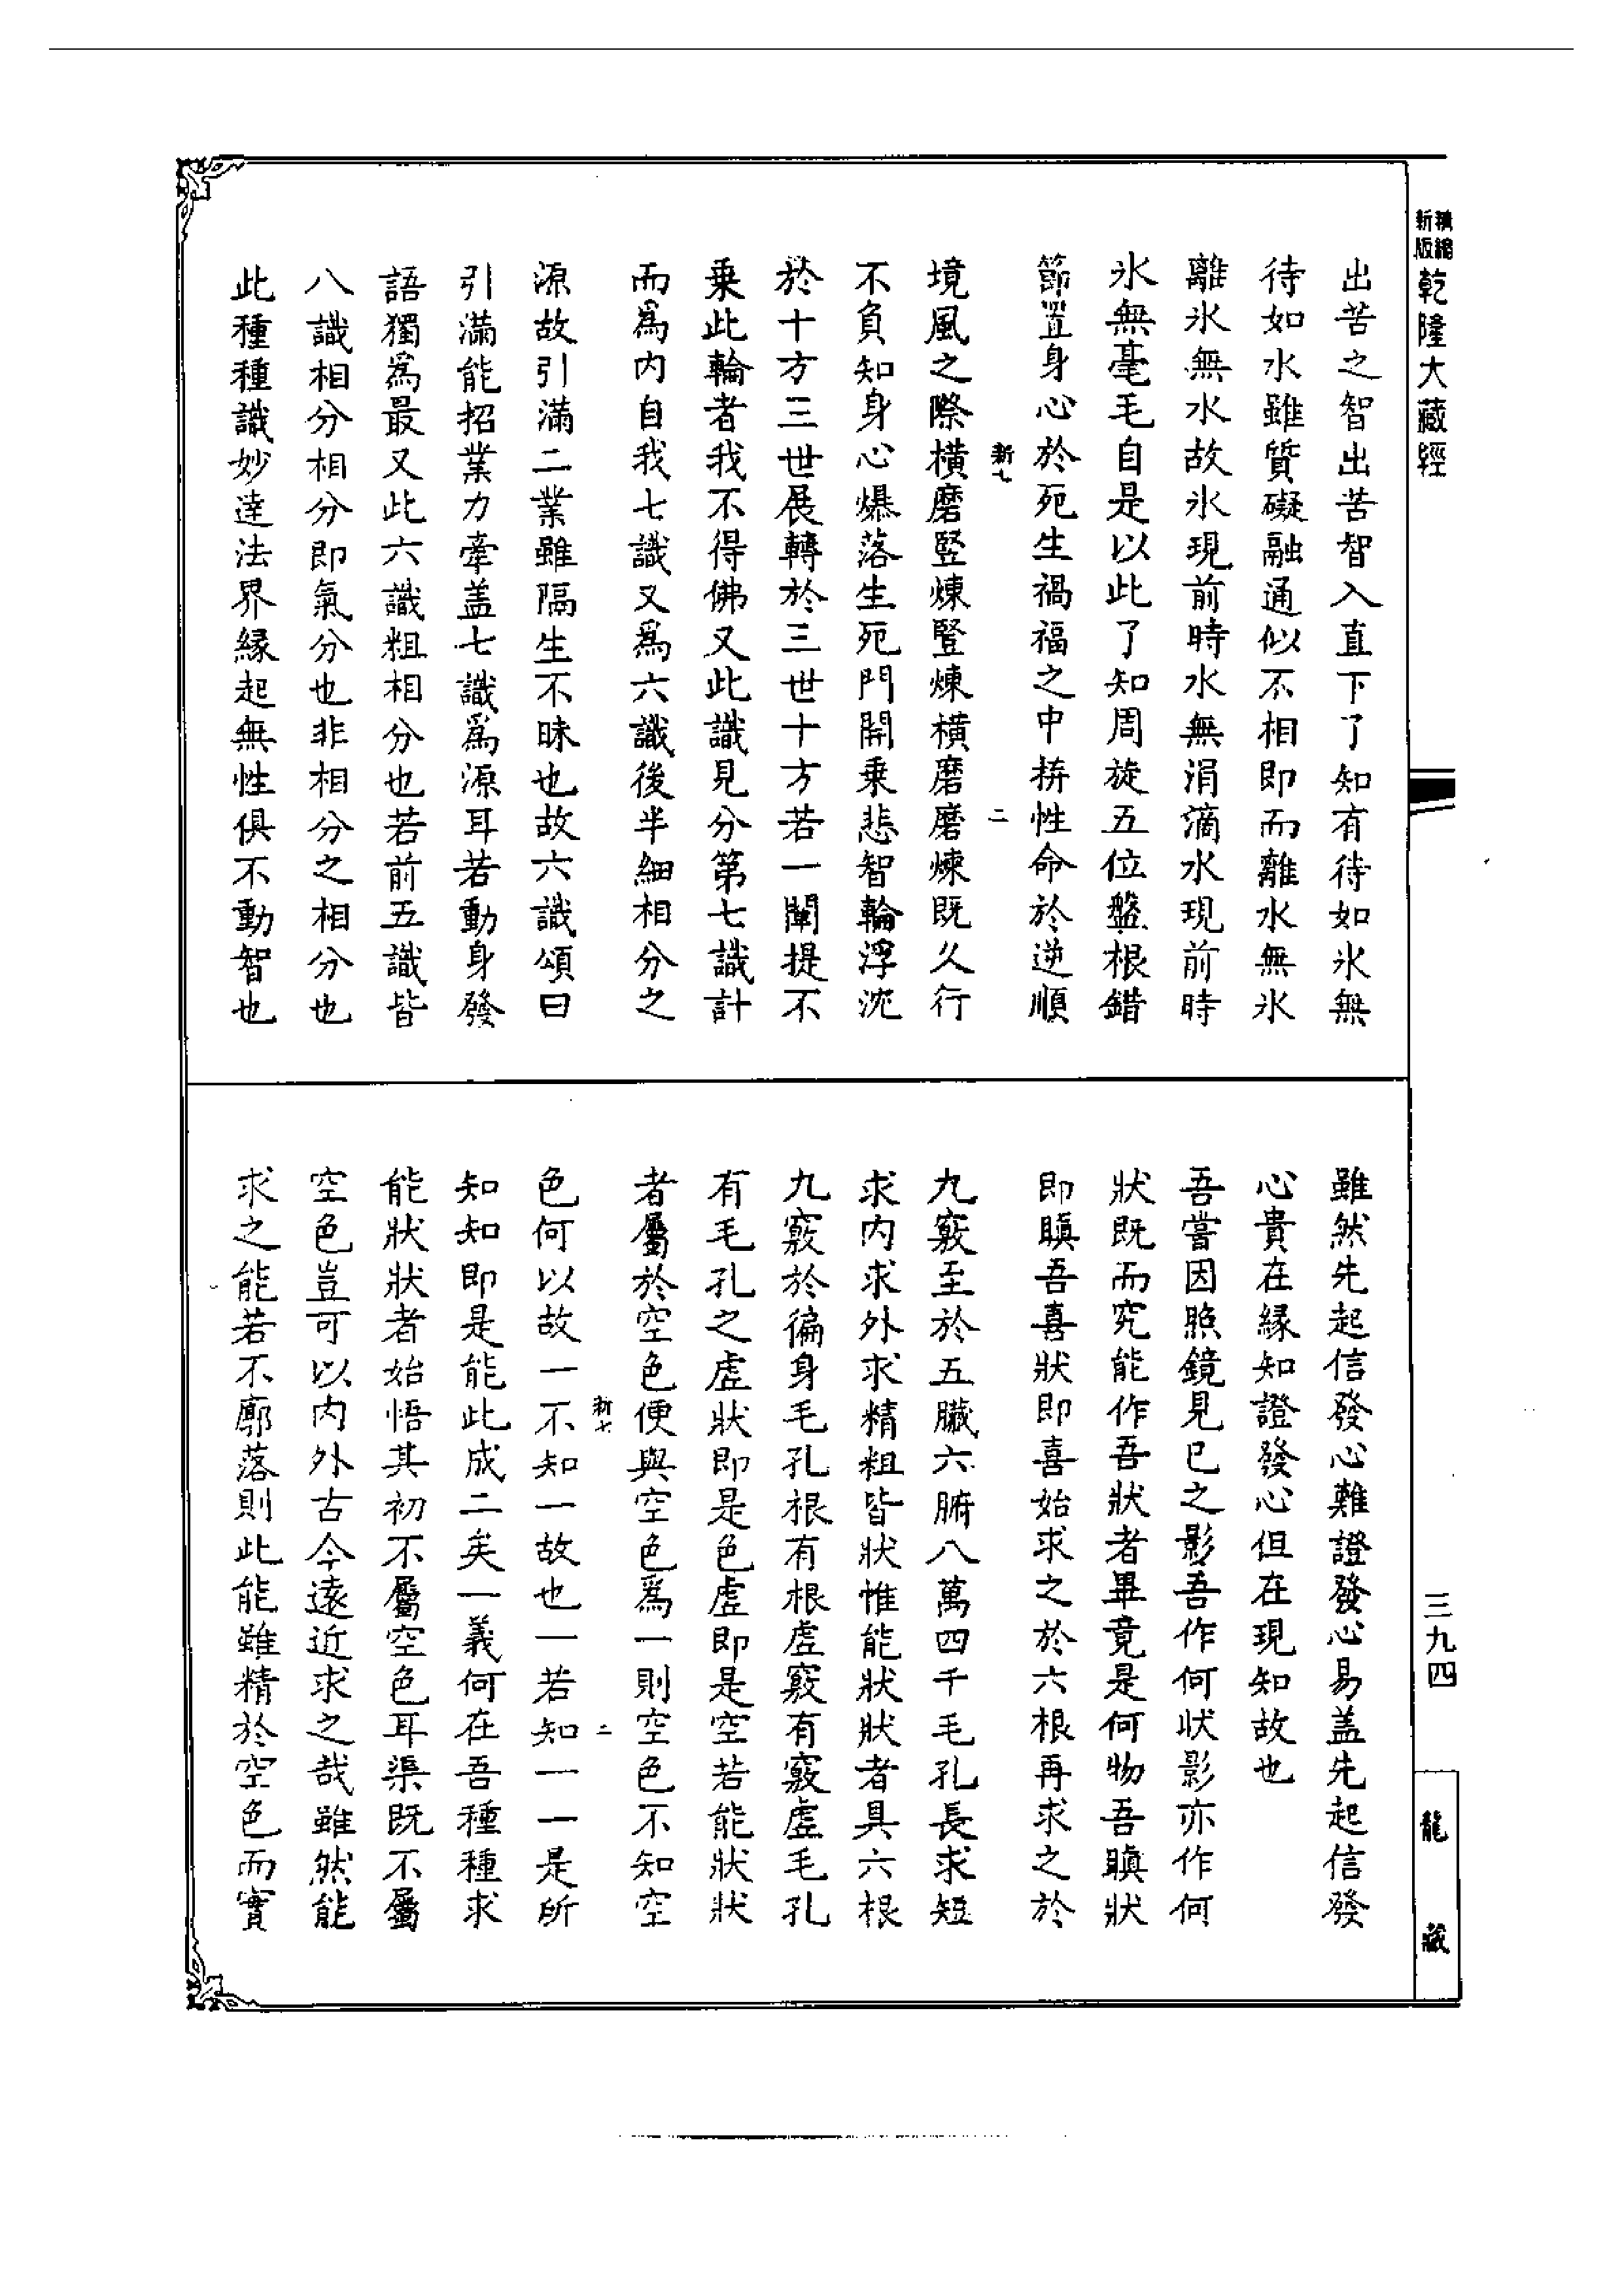 新版精縮
乾隆大藏經
出苦之智出苦智入直下了知有待如氷無
待如水雖質礙融通似不相即而離水無氷
離氷無水故氷現前時水無涓滴水現前時
氷無毫毛自是以此了知周旋五位盤根錯
節置身心於死生禍福之中拚性命於逆順
新七
二
境風之際橫磨竪煉竪煉橫磨磨煉既久行
不負知身心爆落生死門開乗悲智輪浮沈
於十方三世展轉於三世十方若一闡提不
乗此輪者我不得佛又此識見分第七識計
而爲内自我七識又爲六識後半細相分之
源故引滿二業雖隔生不昧也故六識頌曰
引滿能招業力牽盖七識爲源耳若動身發
語獨爲最又此六識粗相分也若前五識皆
八識相分相分即氣分也非相分之相分也
此種種識妙達法界縁起無性俱不動智也
雖然先起信發心難證發心易盖先起信發
心貴在縁知證發心但在現知故也
吾嘗因照鏡見已之影吾作何狀影亦作何
狀既而究能作吾狀者畢竟是何物吾瞋狀
即瞋吾喜狀即喜始求之於六根再求之於
九竅至於五臟六腑八萬四千毛孔長求短
求内求外求精粗皆狀惟能狀狀者具六根
九竅於徧身毛孔根有根虛竅有竅虛毛孔
有毛孔之虛狀即是色虛即是空若能狀狀
者屬於空色便與空色爲一則空色不知空
新七
二
色何以故一不知一故也一若知一一是所
知知即是能此成二矣一義何在吾種種求
能狀狀者始悟其初不屬空色耳渠既不屬
空色豈可以内外古今遠近求之哉雖然能
求之能若不廓落則此能雖精於空色而實
三九四
龍藏